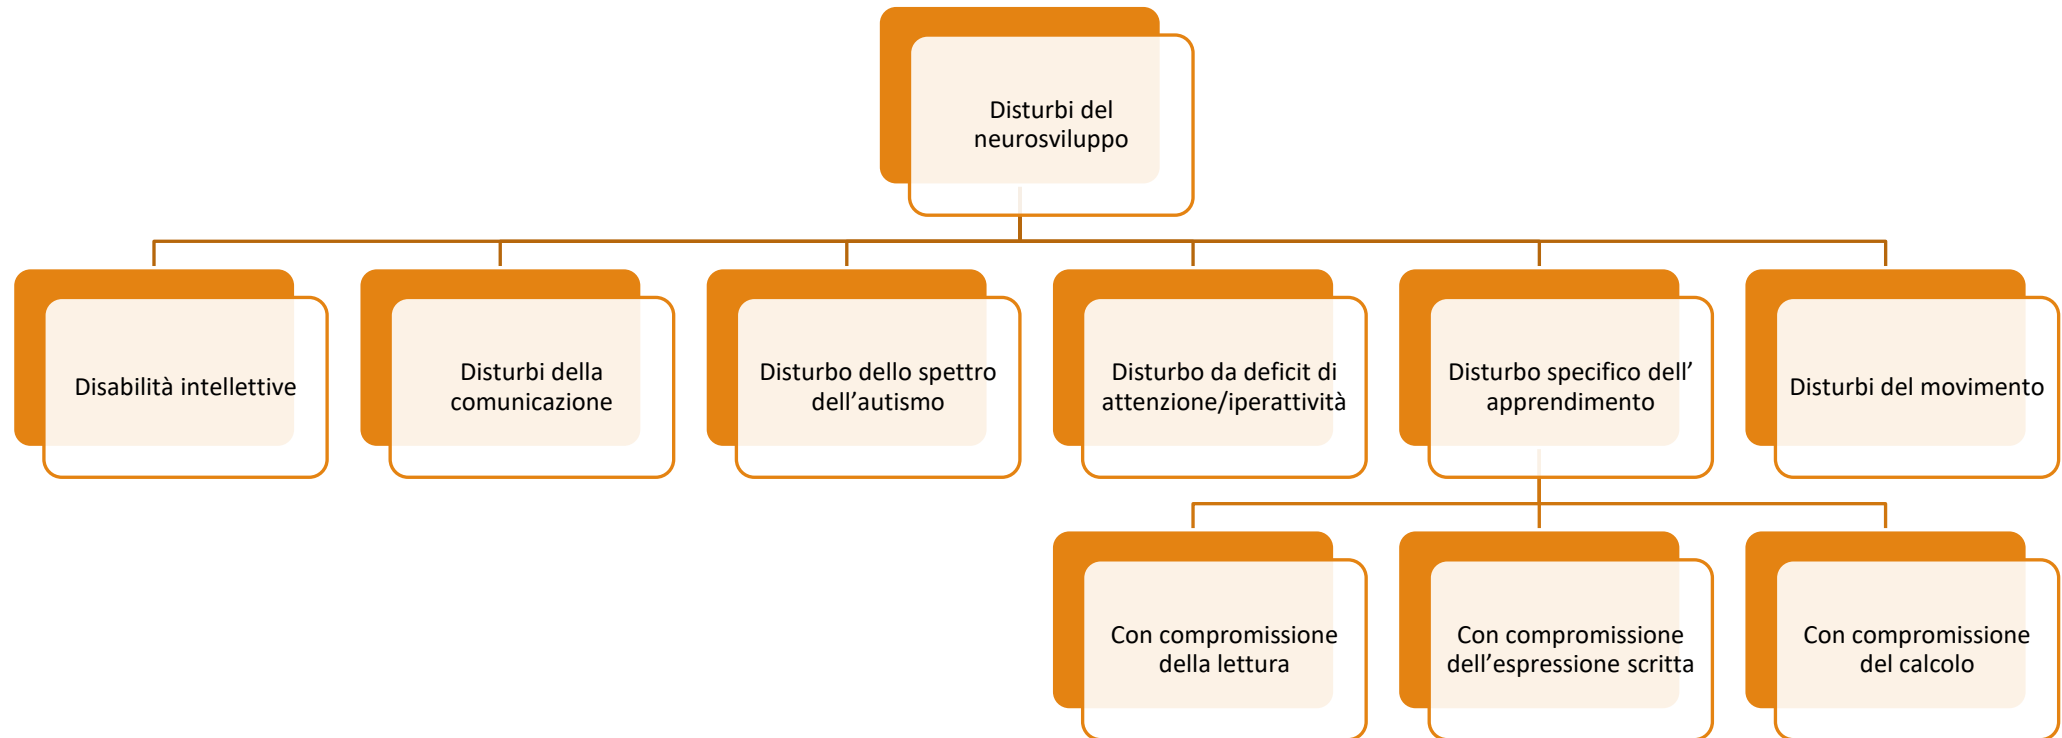 Disturbi del
neurosviluppo
Disabilità intellettive
Disturbi della
comunicazione
Disturbo dello spettro
dell’autismo
Disturbo da deficit di
attenzione/iperattività
Disturbo specifico dell’
apprendimento
Disturbi del movimento
Con compromissione
della lettura
Con compromissione
dell’espressione scritta
Con compromissione
del calcolo